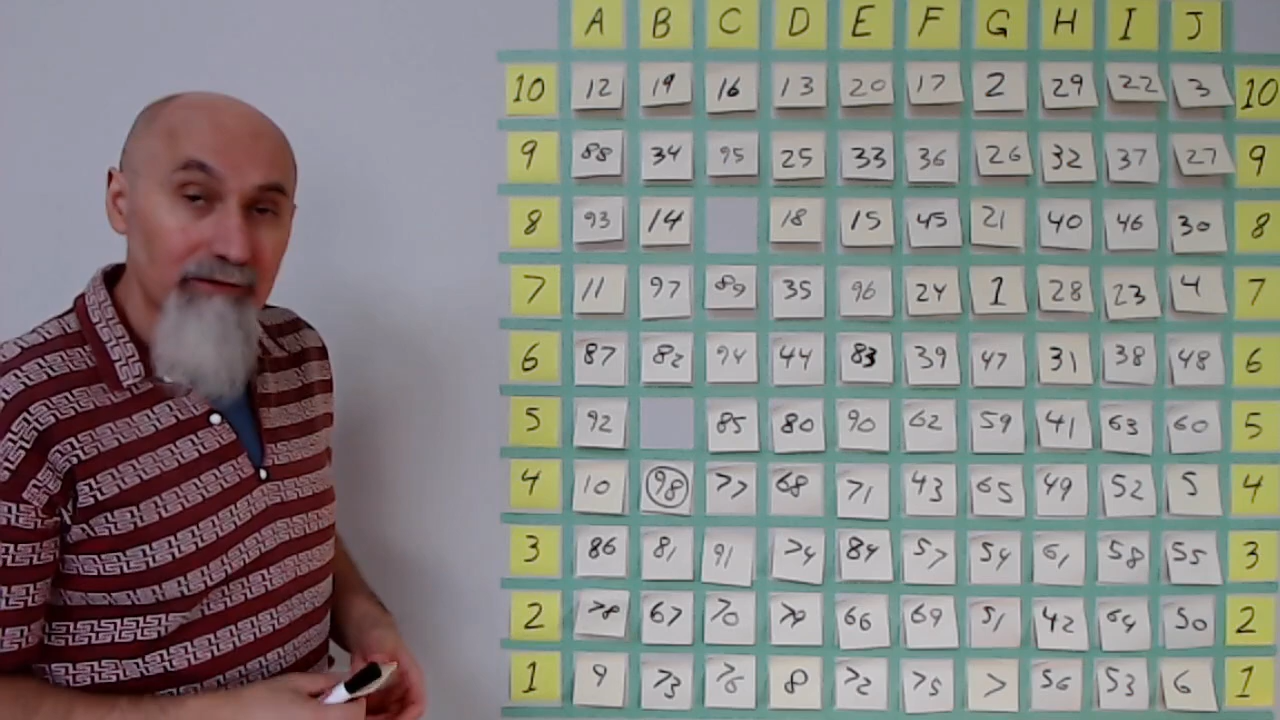 A B C D E F G H I J
10 12 19 16 13 20 17 2 29 22 3 10
9 88 34 95 25 33 36 26 32 37 27 9
8 93 14 18 15 45 21 40 46 30 8
7 11 97 89 35 96 24 1 28 23 4 7
6 87 82 94 44 83 39 47 31 38 48 6
5 92 85 80 90 62 59 41 63 60 5
4 10 98 77 68 71 43 65 49 52 5 4
3 86 81 91 74 84 57 54 61 58 55 3
2 78 67 70 79 66 69 51 42 64 50 2
1 9 73 76 8 72 75 7 56 53 6 1